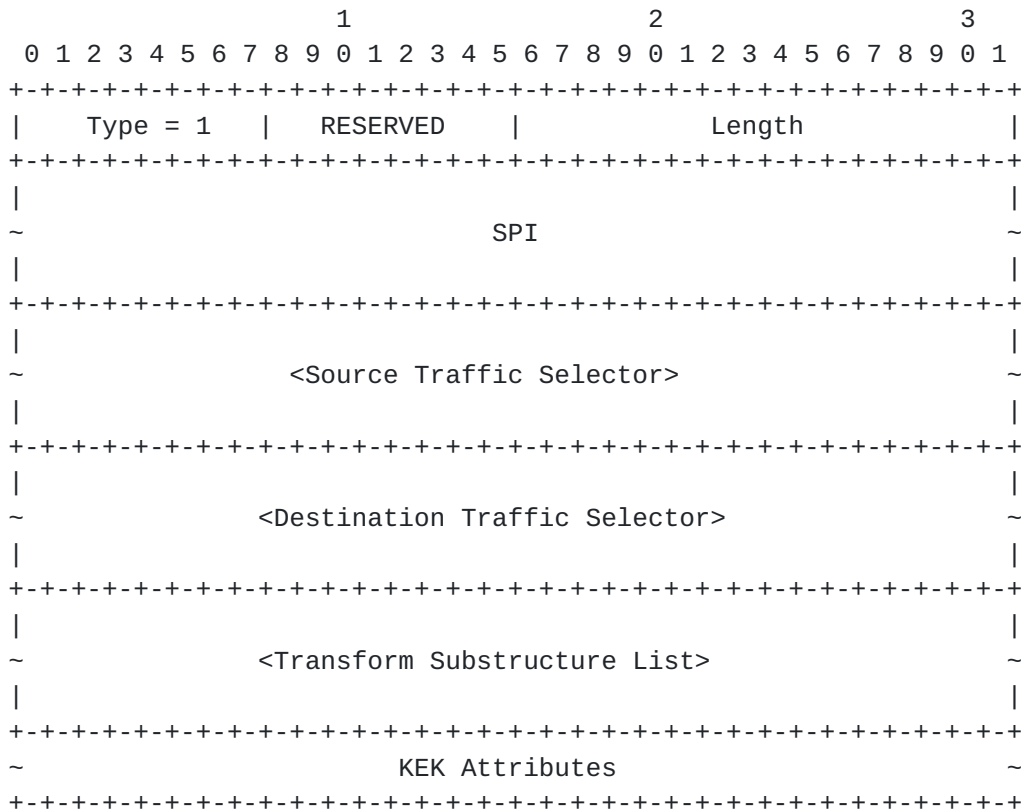 1                   2                   3
 0 1 2 3 4 5 6 7 8 9 0 1 2 3 4 5 6 7 8 9 0 1 2 3 4 5 6 7 8 9 0 1
+-+-+-+-+-+-+-+-+-+-+-+-+-+-+-+-+-+-+-+-+-+-+-+-+-+-+-+-+-+-+-+-+
|    Type = 1   |   RESERVED    |            Length             |
+-+-+-+-+-+-+-+-+-+-+-+-+-+-+-+-+-+-+-+-+-+-+-+-+-+-+-+-+-+-+-+-+
|                                                               |
~                              SPI                              ~
|                                                               |
+-+-+-+-+-+-+-+-+-+-+-+-+-+-+-+-+-+-+-+-+-+-+-+-+-+-+-+-+-+-+-+-+
|                                                               |
~                 <Source Traffic Selector>                     ~
|                                                               |
+-+-+-+-+-+-+-+-+-+-+-+-+-+-+-+-+-+-+-+-+-+-+-+-+-+-+-+-+-+-+-+-+
|                                                               |
~               <Destination Traffic Selector>                  ~
|                                                               |
+-+-+-+-+-+-+-+-+-+-+-+-+-+-+-+-+-+-+-+-+-+-+-+-+-+-+-+-+-+-+-+-+
|                                                               |
~               <Transform Substructure List>                   ~
|                                                               |
+-+-+-+-+-+-+-+-+-+-+-+-+-+-+-+-+-+-+-+-+-+-+-+-+-+-+-+-+-+-+-+-+
~                        KEK Attributes                         ~
+-+-+-+-+-+-+-+-+-+-+-+-+-+-+-+-+-+-+-+-+-+-+-+-+-+-+-+-+-+-+-+-+